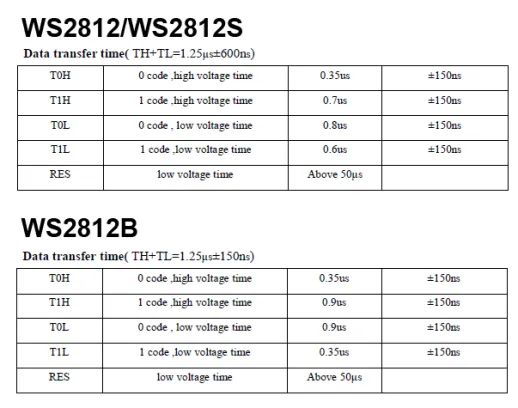 WS2812/WS2812S
Data transfer time( TH+TL=1.25µs±600ns)
T0H 0 code ,high voltage time 0.35us ±150ns
T1H 1 code ,high voltage time 0.7us ±150ns
T0L 0 code , low voltage time 0.8us ±150ns
T1L 1 code ,low voltage time 0.6us ±150ns
RES low voltage time Above 50µs
WS2812B
Data transfer time( TH+TL=1.25µs±150ns)
T0H 0 code ,high voltage time 0.35us ±150ns
T1H 1 code ,high voltage time 0.9us ±150ns
T0L 0 code , low voltage time 0.9us ±150ns
T1L 1 code ,low voltage time 0.35us ±150ns
RES low voltage time Above 50µs